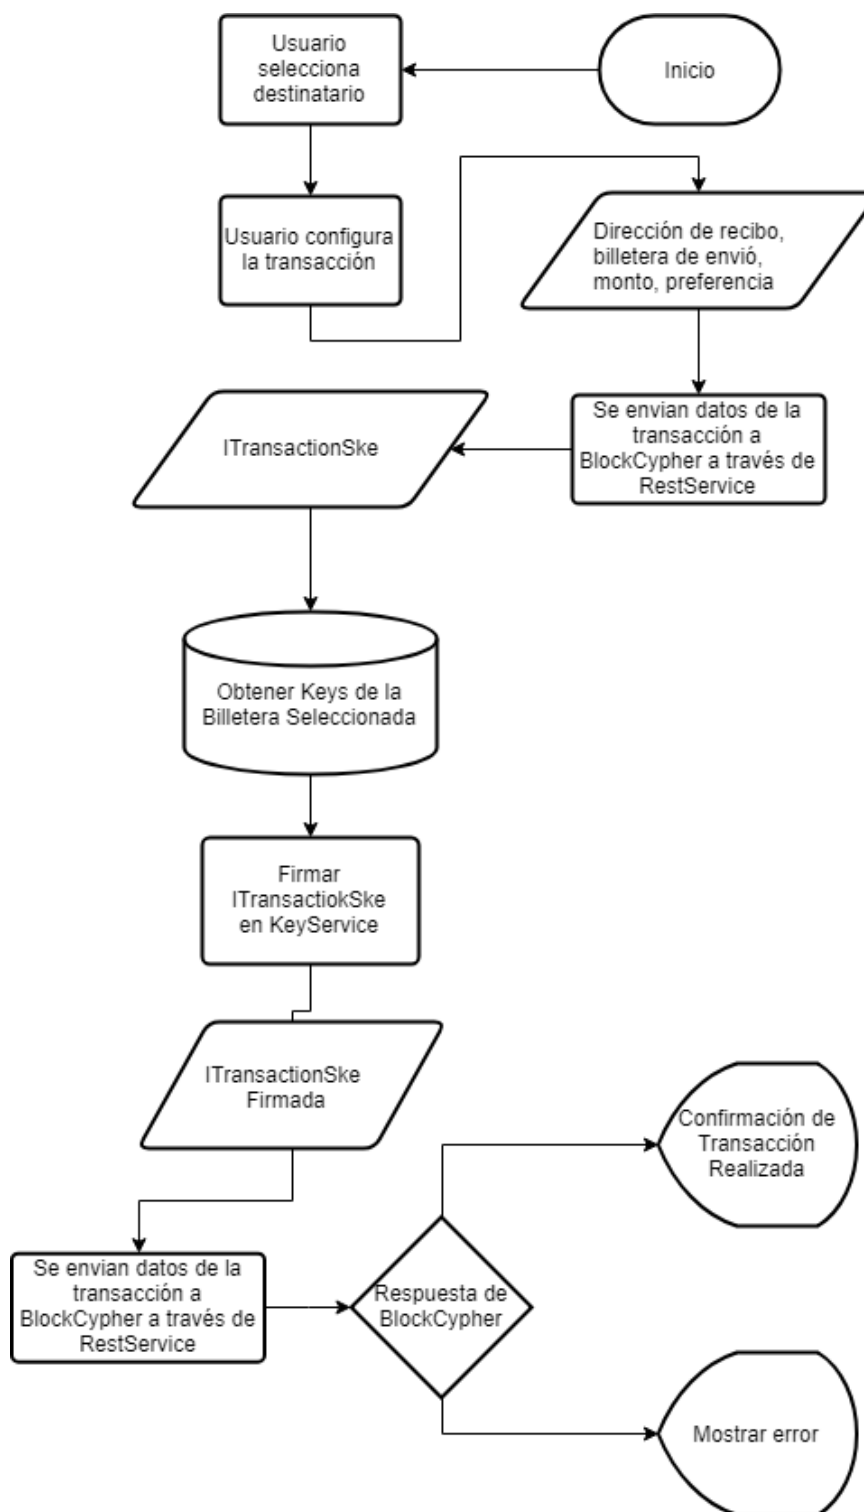 Inicio
Usuario
selecciona
destinatario
Usuario configura
la transacción
Dirección de recibo,
billetera de envió,
monto, preferencia
Se envian datos de la
transacción a
BlockCypher a través de
RestService
ITransactionSke
Obtener Keys de la
Billetera Seleccionada
Firmar
ITransactiokSke
en KeyService
ITransactionSke
Firmada
Se envian datos de la
transacción a
BlockCypher a través de
RestService
Respuesta de
BlockCypher
Confirmación de
Transacción
Realizada
Mostrar error